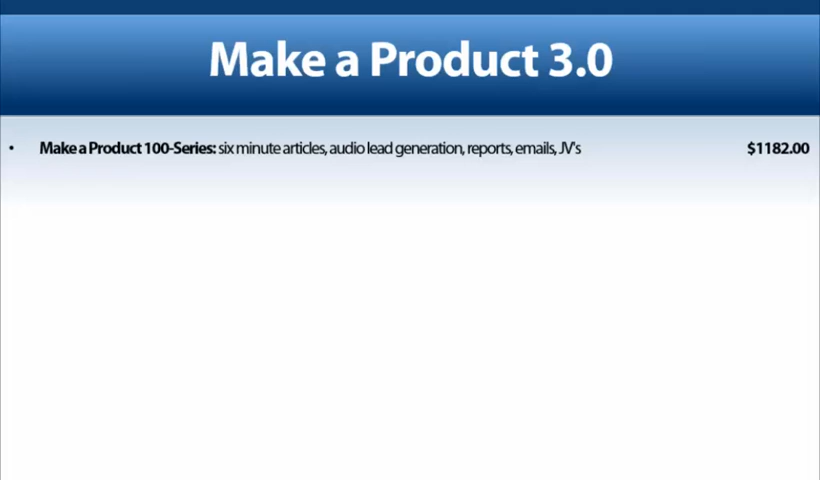 Make a Product 3.0
• Make a Product 100-Series: six minute articles, audio lead generation, reports, emails, JV's $1182.00